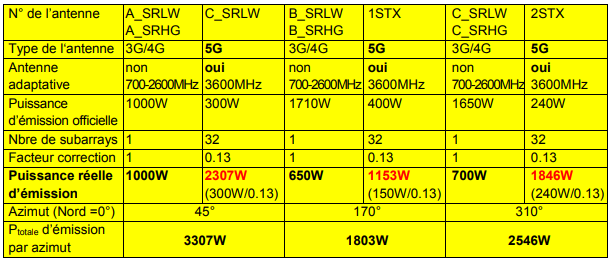 N° de l'antenne A_SRLW C_SRLW B_SRLW 1STX C_SRLW 2STX
A_SRHG B_SRHG C_SRHG
Type de l'antenne 3G/4G 5G 3G/4G 5G 3G/4G 5G
Antenne non oui non oui non oui
adaptative 700-2600MHz 3600MHz 700-2600MHz 3600MHz 700-2600MHz 3600MHz
Puissance 1000W 300W 1710W 400W 1650W 240W
d'émission officielle
Nbre de subarrays 1 32 1 32 1 32
Facteur correction 1 0.13 1 0.13 1 0.13
Puissance réelle 1000W 2307W 650W 1153W 700W 1846W
d'émission (300W/0.13) (150W/0.13) (240W/0.13)
Azimut (Nord =0°) 45° 170° 310°
Ptotale d'émission 3307W 1803W 2546W
par azimut